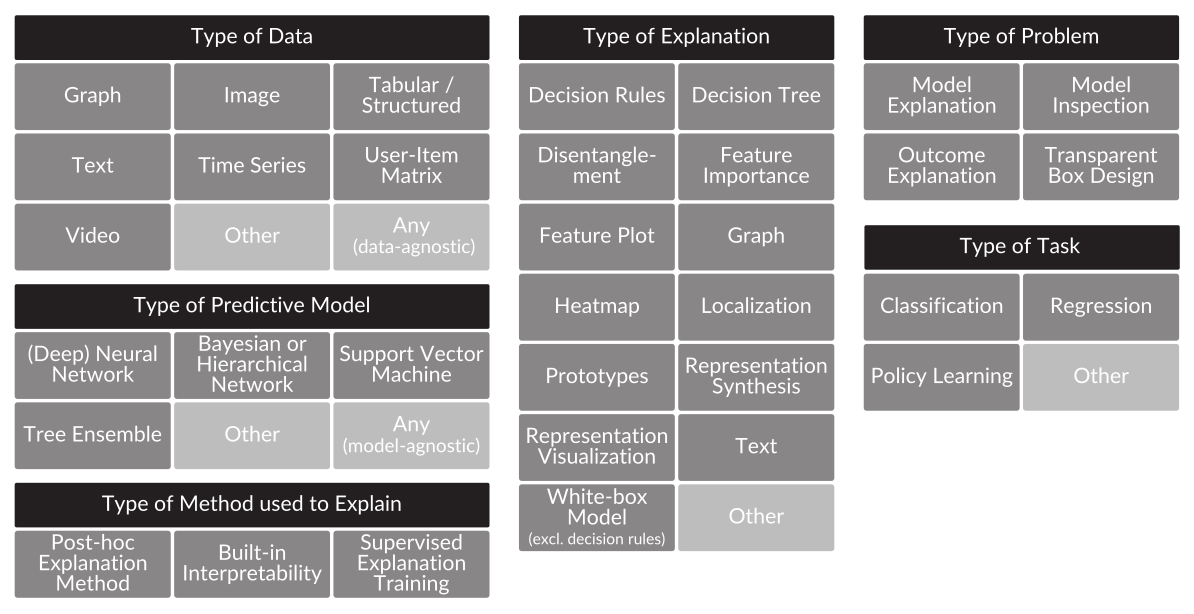 Type of Data
Graph
Image
Tabular /
Structured
Text
Time Series
User-Item
Matrix
Video
Other
Any
(data-agnostic)
Type of Predictive Model
(Deep) Neural
Network
Bayesian or
Hierarchical
Network
Support Vector
Machine
Tree Ensemble
Other
Any
(model-agnostic)
Type of Method used to Explain
Post-hoc
Explanation
Method
Built-in
Interpretability
Supervised
Explanation
Training
Type of Explanation
Decision Rules
Decision Tree
Disentangle-
ment
Feature
Importance
Feature Plot
Graph
Heatmap
Localization
Prototypes
Representation
Synthesis
Representation
Visualization
Text
White-box
Model
(excl. decision rules)
Other
Type of Problem
Model
Explanation
Model
Inspection
Outcome
Explanation
Transparent
Box Design
Type of Task
Classification
Regression
Policy Learning
Other